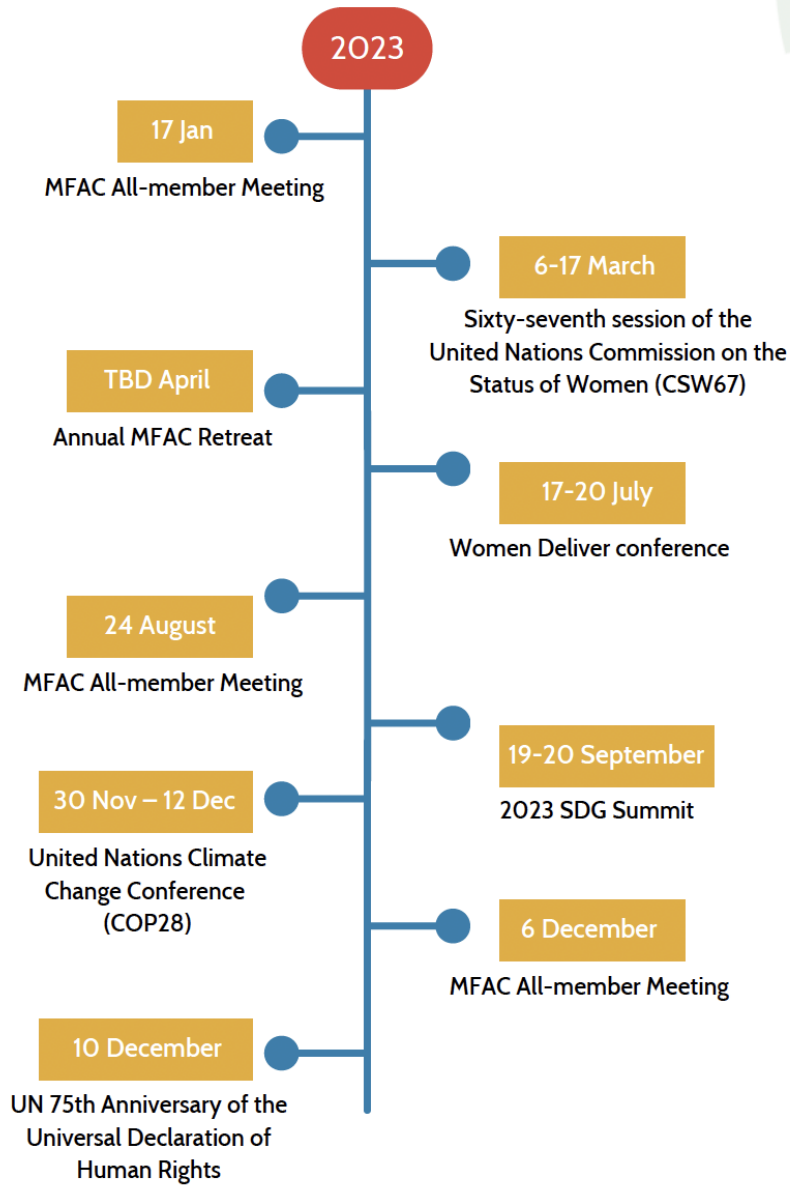 2023
17 Jan
MFAC All-member Meeting
6-17 March
Sixty-seventh session of the
United Nations Commission on the
Status of Women (CSW67)
TBD April
Annual MFAC Retreat
17-20 July
Women Deliver conference
24 August
MFAC All-member Meeting
19-20 September
2023 SDG Summit
30 Nov – 12 Dec
United Nations Climate
Change Conference
(COP28)
6 December
MFAC All-member Meeting
10 December
UN 75th Anniversary of the
Universal Declaration of
Human Rights